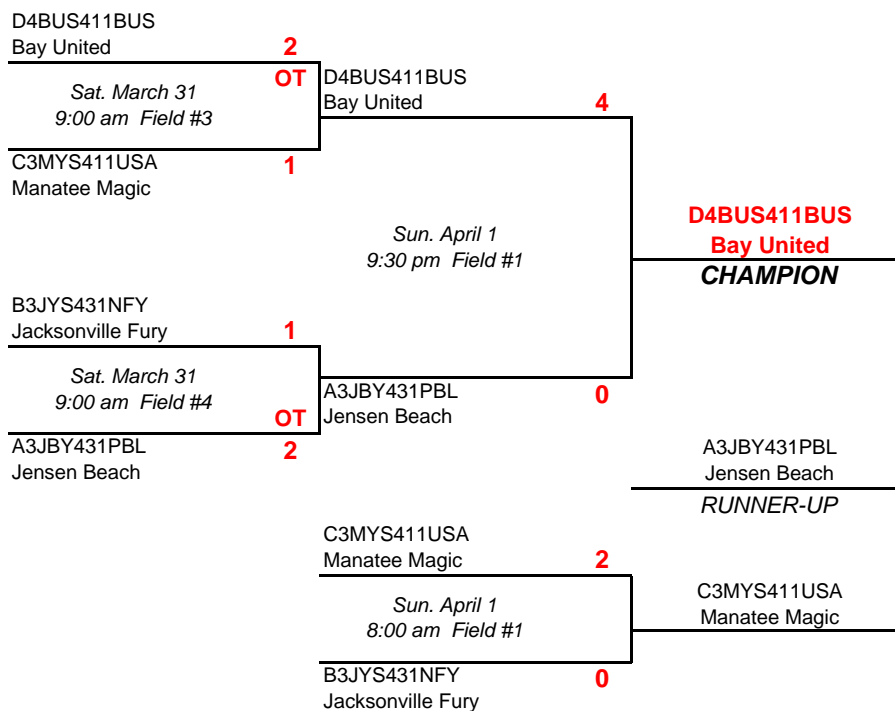 D4BUS411BUS
Bay United
2
OT
Sat. March 31
9:00 am  Field #3
C3MYS411USA
Manatee Magic
1
D4BUS411BUS
Bay United
4
Sun. April 1
9:30 pm  Field #1
D4BUS411BUS
Bay United
CHAMPION
B3JYS431NFY
Jacksonville Fury
1
Sat. March 31
9:00 am  Field #4
OT
A3JBY431PBL
Jensen Beach
2
A3JBY431PBL
Jensen Beach
0
A3JBY431PBL
Jensen Beach
RUNNER-UP
C3MYS411USA
Manatee Magic
2
Sun. April 1
8:00 am  Field #1
B3JYS431NFY
Jacksonville Fury
0
C3MYS411USA
Manatee Magic